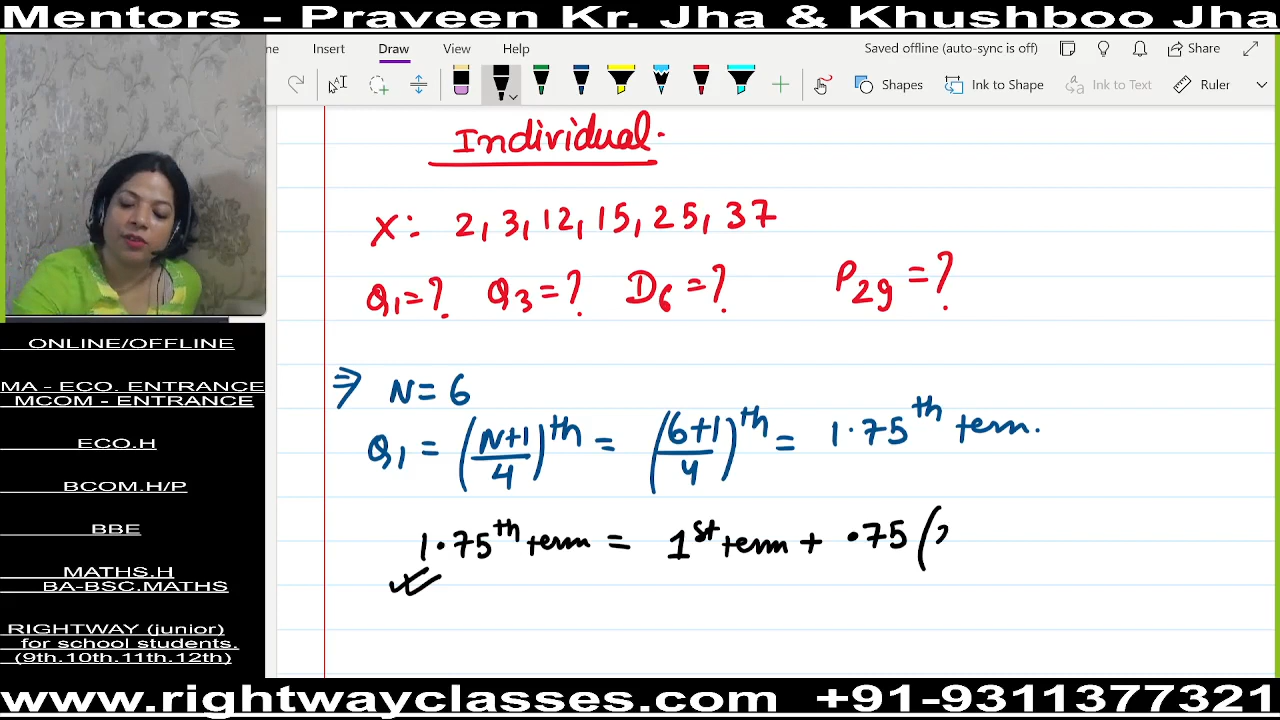 Mentors - Praveen Kr. Jha & Khushboo Jha
Insert Draw View Help Saved offline (auto-sync is off) Share
Shapes Ink to Shape Ink to Text Ruler
Individual.
X: 2, 3, 12, 15, 25, 37
Q1=? Q3=? D6=? P29=?
⇒ N= 6
Q1 = (N+1/4)th = (6+1/4)th = 1.75th term.
1.75th term = 1st term + .75 (
ONLINE/OFFLINE
MA - ECO. ENTRANCE
MCOM - ENTRANCE
ECO.H
BCOM.H/P
BBE
MATHS.H
BA-BSC.MATHS
RIGHTWAY (junior)
for school students.
(9th.10th.11th.12th)
www.rightwayclasses.com +91-9311377321